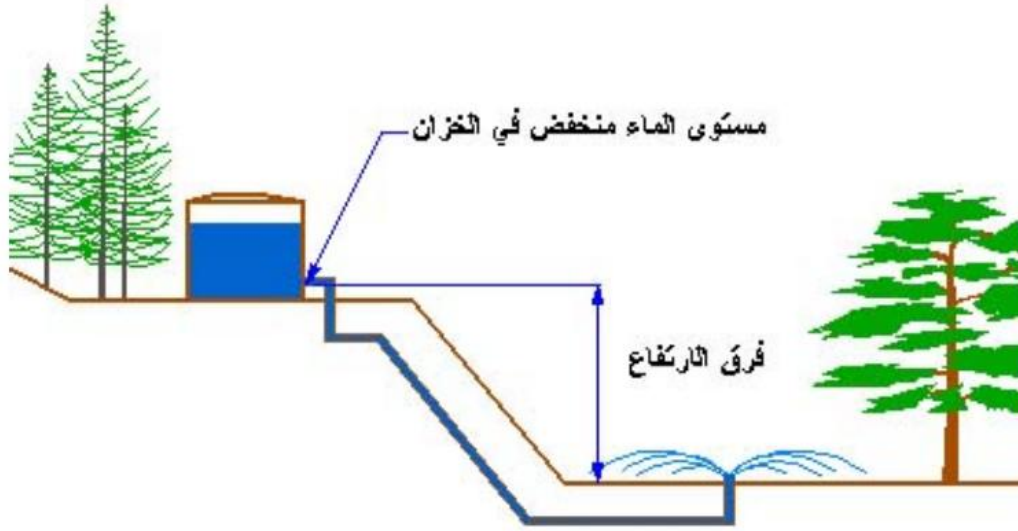 مستوى الماء منخفض في الخزان
فرق الارتفاع